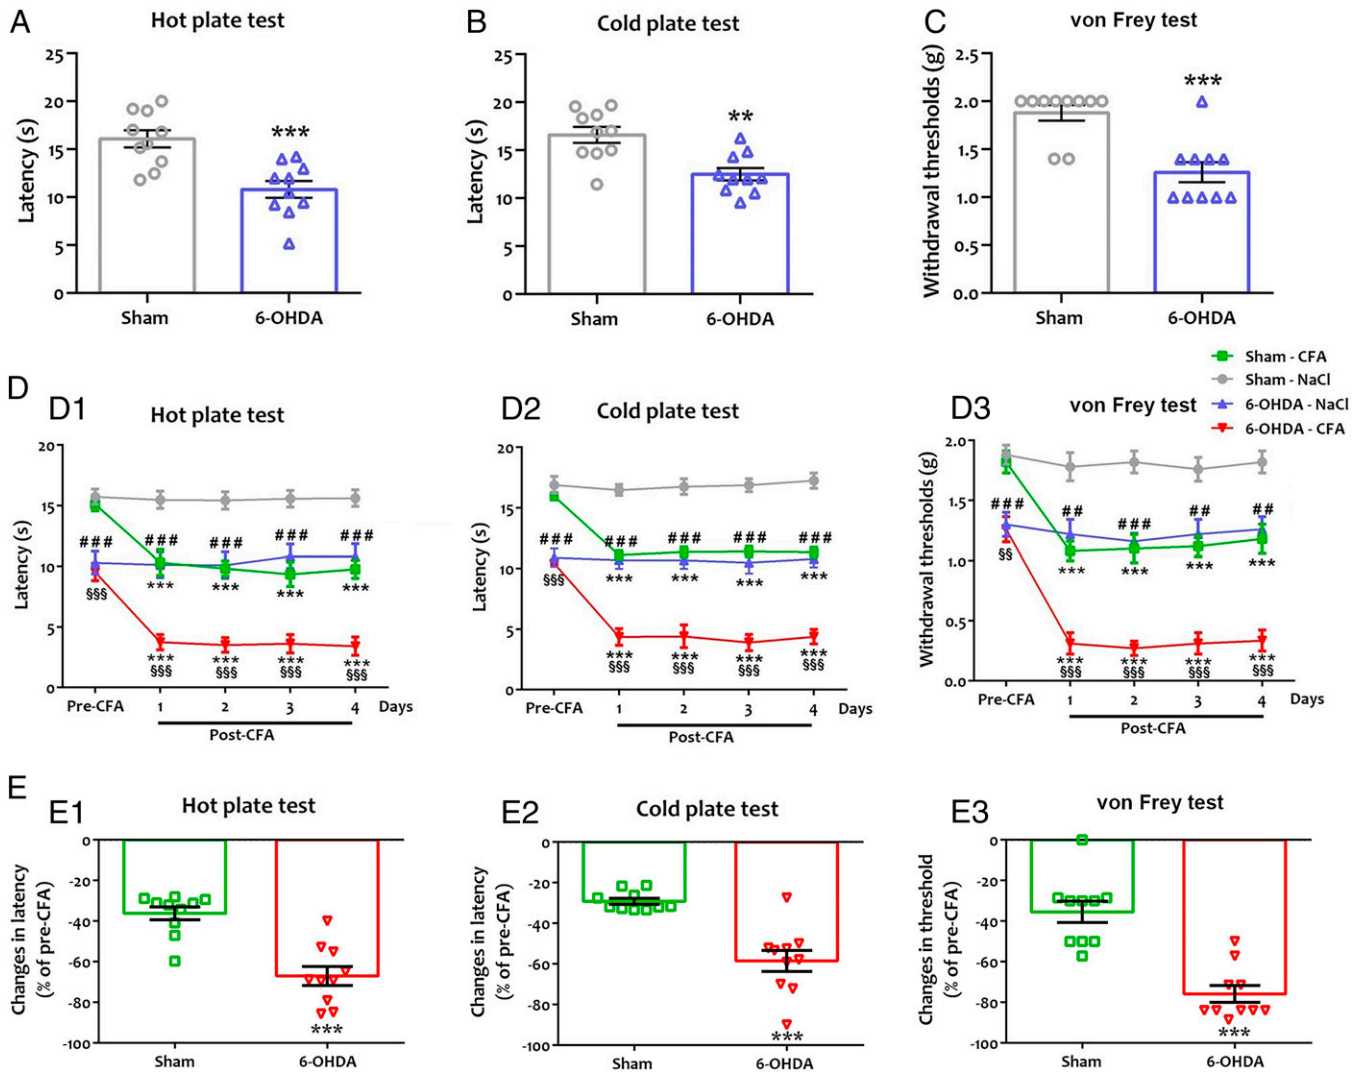 A
Hot plate test
Latency (s)
25
20
15
10
5
0
***
Sham
6-OHDA
B
Cold plate test
Latency (s)
25
20
15
10
5
0
**
Sham
6-OHDA
C
von Frey test
Withdrawal thresholds (g)
2.5
2.0
1.5
1.0
0.5
0.0
***
Sham
6-OHDA
Sham - CFA
Sham - NaCl
6-OHDA - NaCl
6-OHDA - CFA
D
D1
Hot plate test
Latency (s)
20
15
10
5
0
### ### ### ### ###
*** *** *** ***
§§§
*** *** *** ***
§§§ §§§ §§§ §§§
Pre-CFA 1 2 3 4 Days
Post-CFA
D2
Cold plate test
Latency (s)
20
15
10
5
0
### ### ### ### ###
*** *** *** ***
§§§
*** *** *** ***
§§§ §§§ §§§ §§§
Pre-CFA 1 2 3 4 Days
Post-CFA
D3
von Frey test
Withdrawal thresholds (g)
2.0
1.5
1.0
0.5
0.0
### ## ### ## ##
*** *** *** ***
§§
*** *** *** ***
§§§ §§§ §§§ §§§
Pre-CFA 1 2 3 4 Days
Post-CFA
E
E1
Hot plate test
Changes in latency
(% of pre-CFA)
0
-20
-40
-60
-80
-100
***
Sham
6-OHDA
E2
Cold plate test
Changes in latency
(% of pre-CFA)
0
-20
-40
-60
-80
-100
***
Sham
6-OHDA
E3
von Frey test
Changes in threshold
(% of pre-CFA)
0
-20
-40
-60
-80
-100
***
Sham
6-OHDA